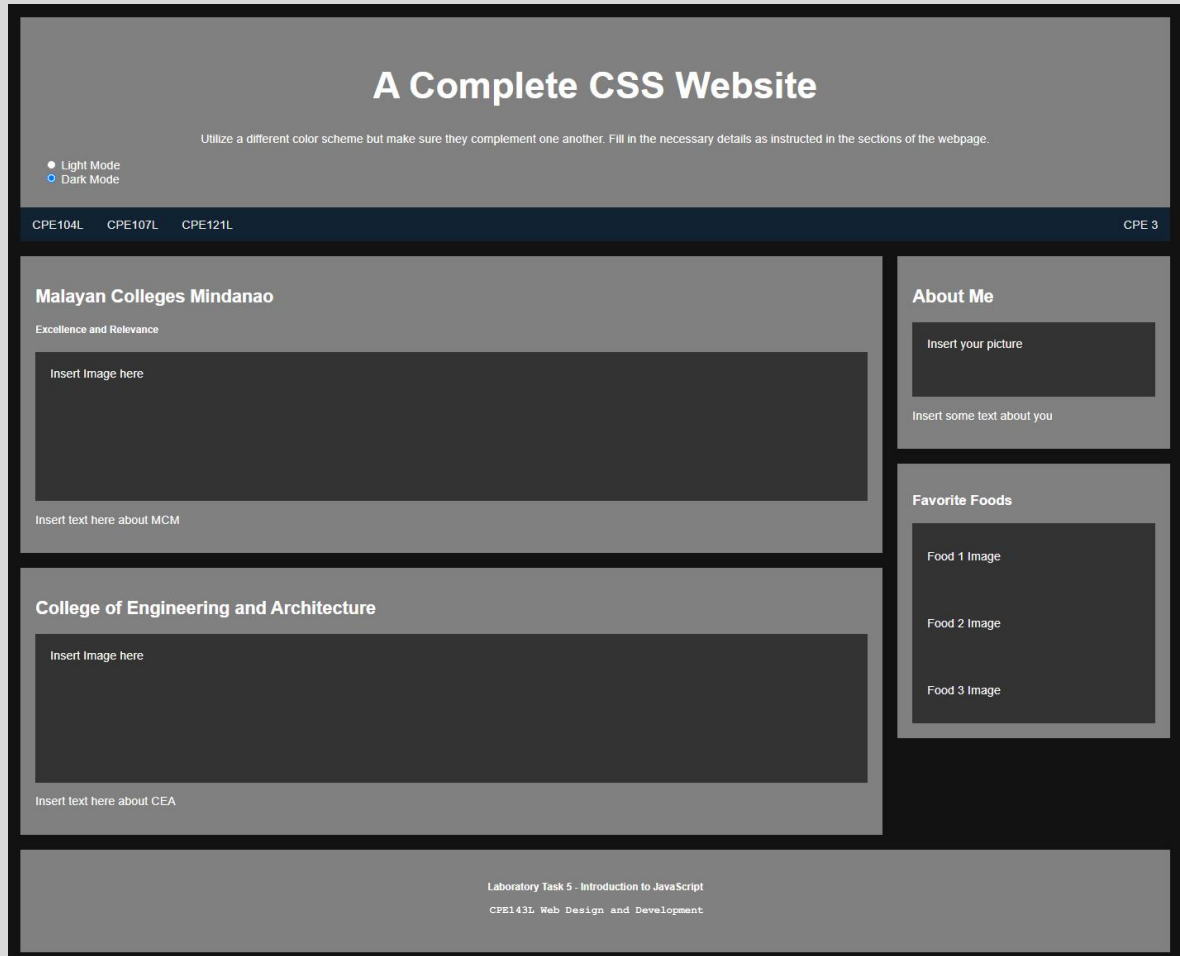 A Complete CSS Website
Utilize a different color scheme but make sure they complement one another. Fill in the necessary details as instructed in the sections of the webpage.
Light Mode
Dark Mode
CPE104L CPE107L CPE121L CPE 3
Malayan Colleges Mindanao
Excellence and Relevance
Insert Image here
Insert text here about MCM
College of Engineering and Architecture
Insert Image here
Insert text here about CEA
About Me
Insert your picture
Insert some text about you
Favorite Foods
Food 1 Image
Food 2 Image
Food 3 Image
Laboratory Task 5 - Introduction to JavaScript
CPE143L Web Design and Development